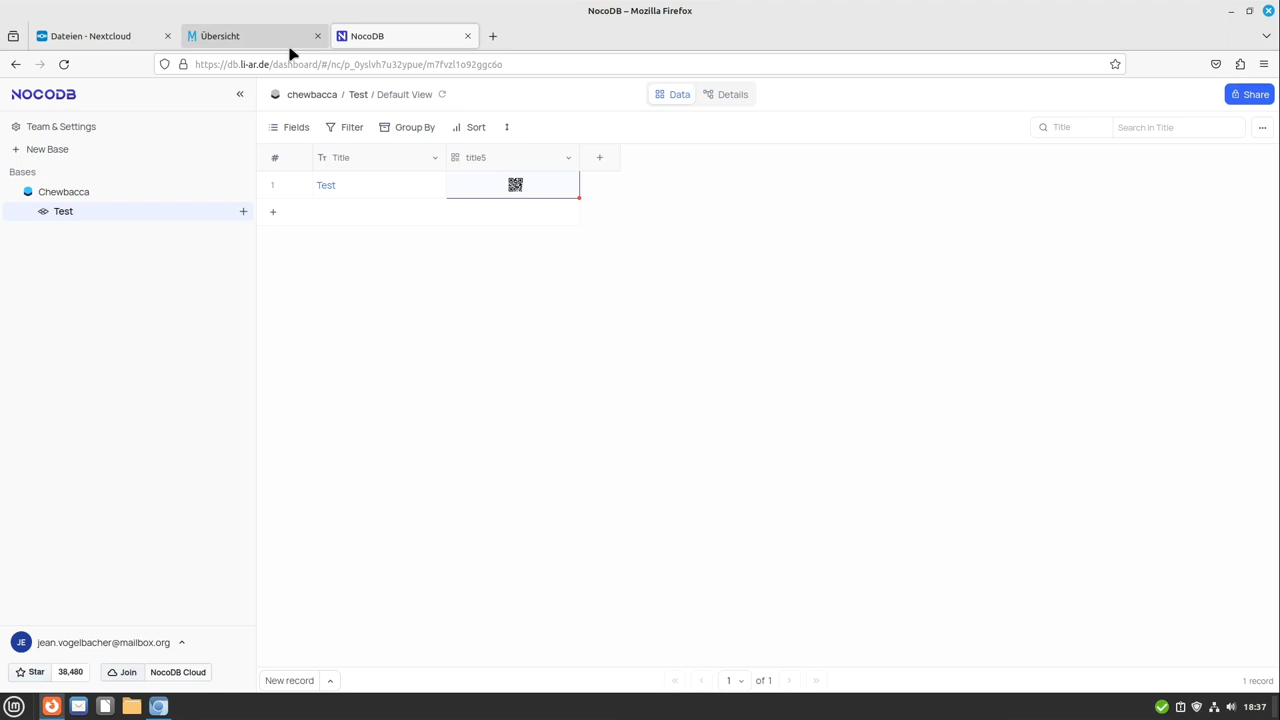 NocoDB – Mozilla Firefox
Dateien - Nextcloud
Übersicht
NocoDB
https://db.li-ar.de/dashboard/#/nc/p_0yslvh7u32ypue/m7fvzl1o92ggc6o
NOCODB
chewbacca / Test / Default View
Data
Details
Share
Team & Settings
Fields
Filter
Group By
Sort
Title
Search in Title
New Base
# Title title5
Bases
Chewbacca
1 Test
Test
jean.vogelbacher@mailbox.org
JE
Star 38,480
Join NocoDB Cloud
New record
1 of 1
1 record
18:37